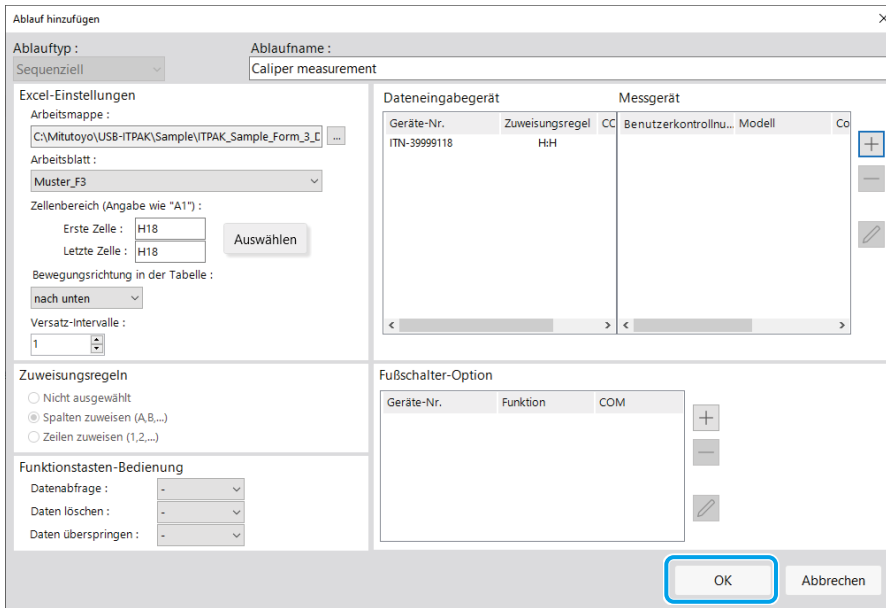 Ablauf hinzufügen
Ablauftyp :
Ablaufname :
Sequenziell
Caliper measurement
Excel-Einstellungen
Arbeitsmappe :
C:\Mitutoyo\USB-ITPAK\Sample\ITPAK_Sample_Form_3_D
...
Arbeitsblatt :
Muster_F3
Zellenbereich (Angabe wie "A1") :
Erste Zelle : H18
Letzte Zelle : H18
Auswählen
Bewegungsrichtung in der Tabelle :
nach unten
Versatz-Intervalle :
1
Dateneingabegerät
Messgerät
Geräte-Nr. Zuweisungsregel CC
ITN-39999118 H:H
Benutzerkontrollnu... Modell Co
Zuweisungsregeln
Nicht ausgewählt
Spalten zuweisen (A,B,...)
Zeilen zuweisen (1,2,...)
Funktionstasten-Bedienung
Datenabfrage : -
Daten löschen : -
Daten überspringen : -
Fußschalter-Option
Geräte-Nr. Funktion COM
OK
Abbrechen